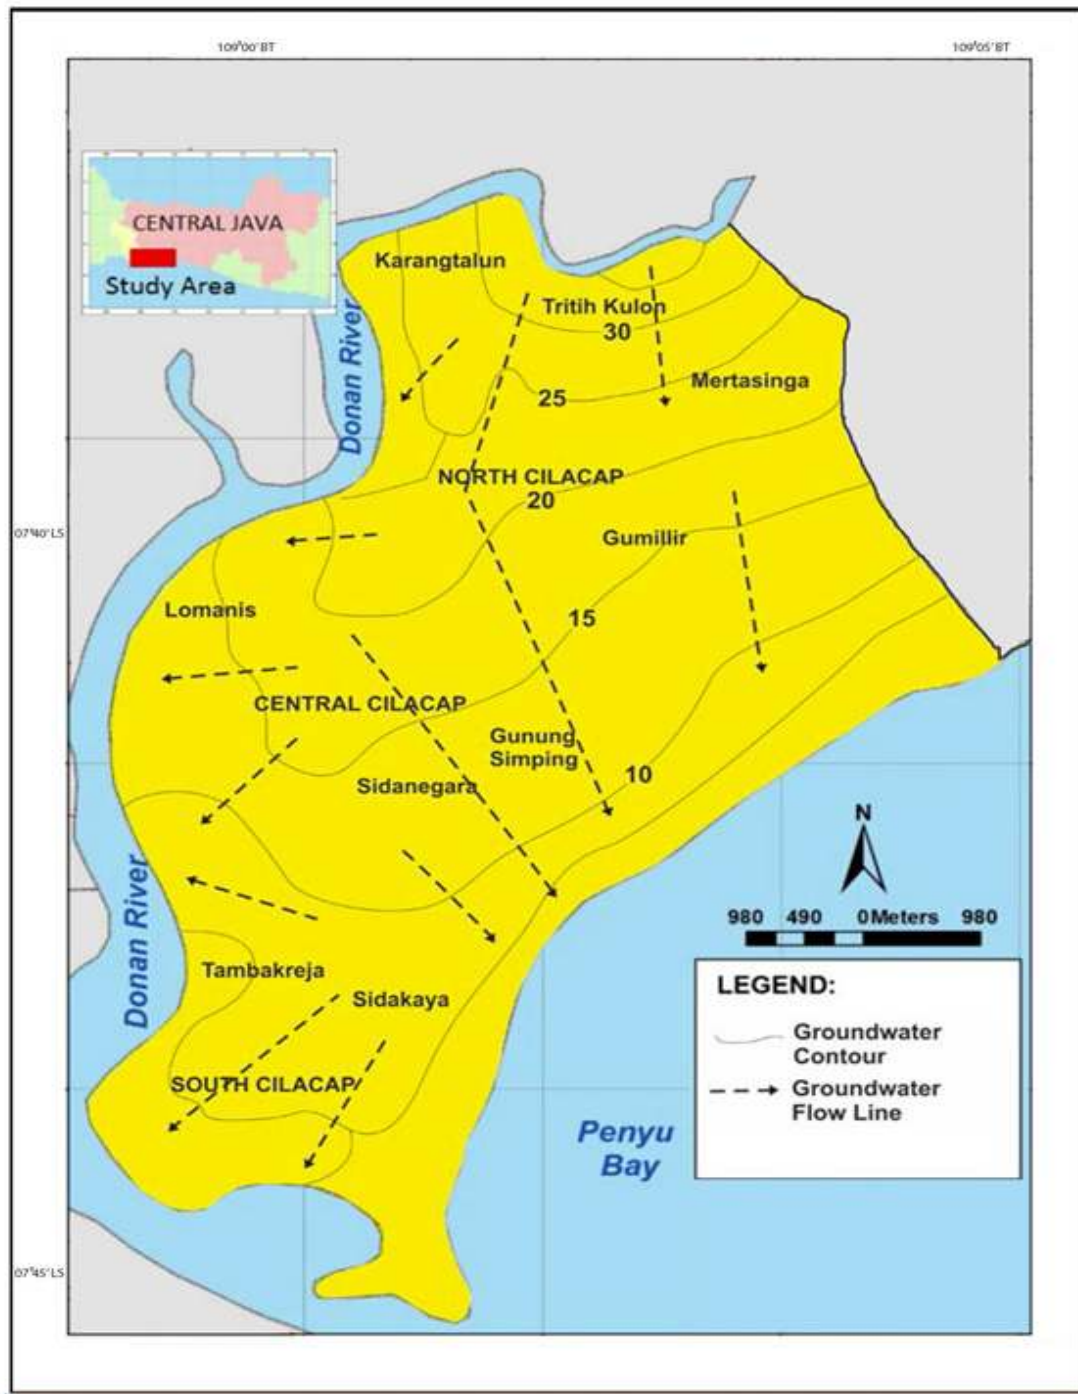 109°00' BT
109°05' BT
CENTRAL JAVA
Study Area
Karangtalun
Tritih Kulon
30
Donan River
Mertasinga
25
NORTH CILACAP
20
07°40' LS
Gumillir
Lomanis
15
CENTRAL CILACAP
Gunung
Simping
10
Sidanegara
N
Donan River
980 490 0Meters 980
Tambakreja
Sidakaya
LEGEND:
Groundwater
Contour
Groundwater
Flow Line
SOUTH CILACAP
Penyu
Bay
07°45' LS